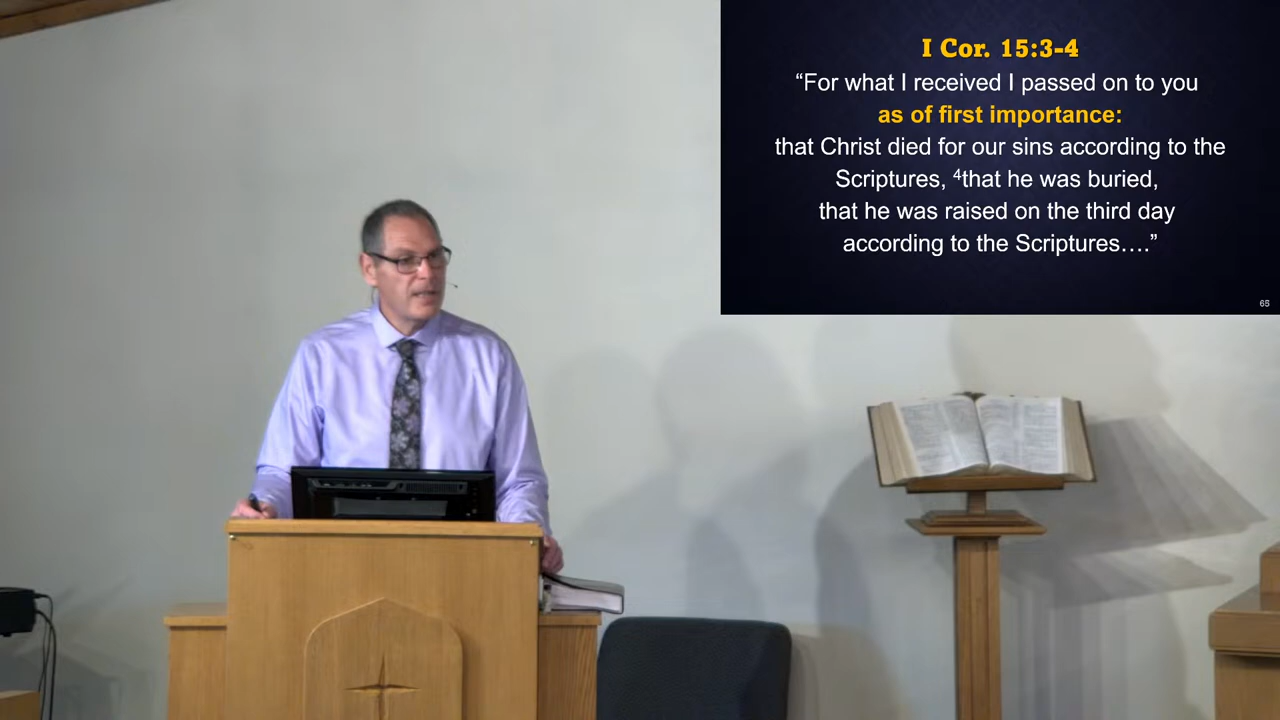 I Cor. 15:3-4
“For what I received I passed on to you
as of first importance:
that Christ died for our sins according to the
Scriptures, ⁴that he was buried,
that he was raised on the third day
according to the Scriptures….”
65